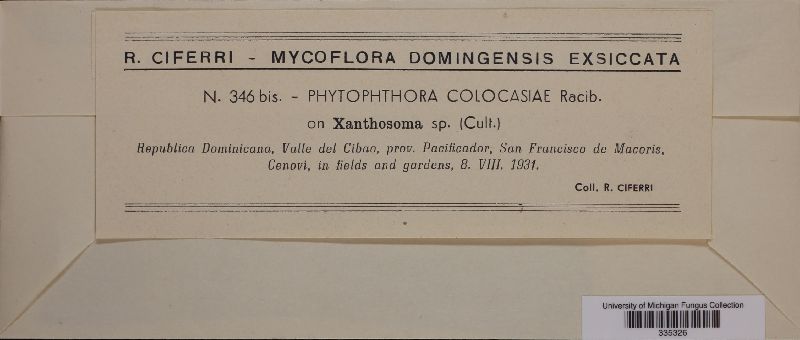 R. CIFERRI - MYCOFLORA DOMINGENSIS EXSICCATA
N. 346 bis. - PHYTOPHTHORA COLOCASIAE Racib.
on Xanthosoma sp. (Cult.)
Republica Dominicana, Valle del Cibao, prov. Pacificador, San Francisco de Macoris,
Cenovi, in fields and gardens, 8. VIII. 1931.
Coll. R. CIFERRI
University of Michigan Fungus Collection
335326